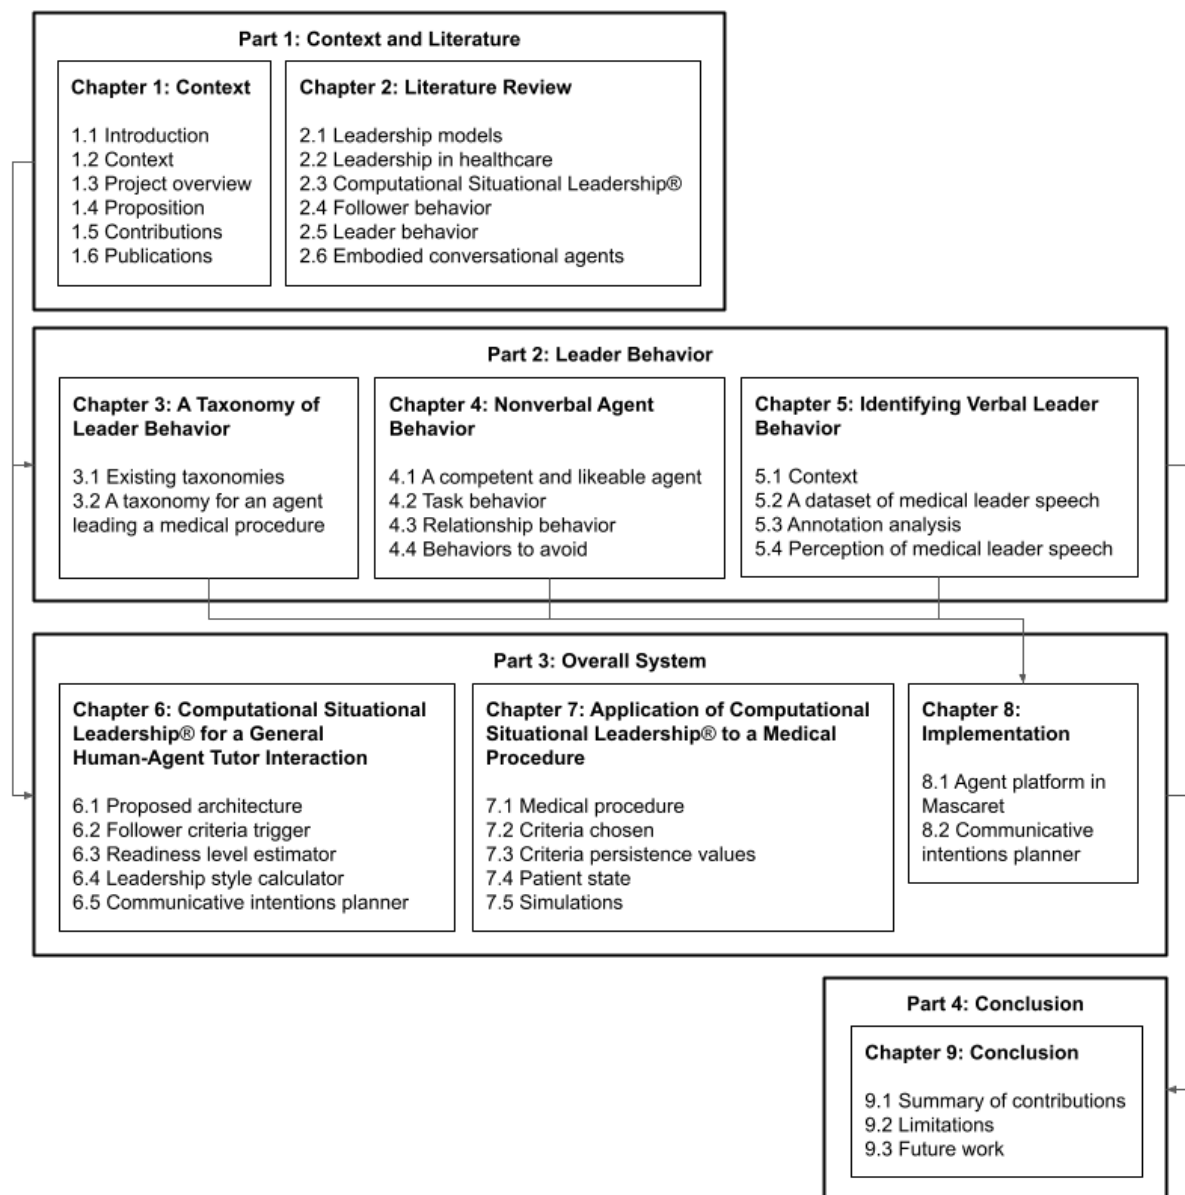 Part 1: Context and Literature
Chapter 1: Context
1.1 Introduction
1.2 Context
1.3 Project overview
1.4 Proposition
1.5 Contributions
1.6 Publications
Chapter 2: Literature Review
2.1 Leadership models
2.2 Leadership in healthcare
2.3 Computational Situational Leadership®
2.4 Follower behavior
2.5 Leader behavior
2.6 Embodied conversational agents
Part 2: Leader Behavior
Chapter 3: A Taxonomy of
Leader Behavior
3.1 Existing taxonomies
3.2 A taxonomy for an agent
leading a medical procedure
Chapter 4: Nonverbal Agent
Behavior
4.1 A competent and likeable agent
4.2 Task behavior
4.3 Relationship behavior
4.4 Behaviors to avoid
Chapter 5: Identifying Verbal Leader
Behavior
5.1 Context
5.2 A dataset of medical leader speech
5.3 Annotation analysis
5.4 Perception of medical leader speech
Part 3: Overall System
Chapter 6: Computational Situational
Leadership® for a General
Human-Agent Tutor Interaction
6.1 Proposed architecture
6.2 Follower criteria trigger
6.3 Readiness level estimator
6.4 Leadership style calculator
6.5 Communicative intentions planner
Chapter 7: Application of Computational
Situational Leadership® to a Medical
Procedure
7.1 Medical procedure
7.2 Criteria chosen
7.3 Criteria persistence values
7.4 Patient state
7.5 Simulations
Chapter 8:
Implementation
8.1 Agent platform in
Mascaret
8.2 Communicative
intentions planner
Part 4: Conclusion
Chapter 9: Conclusion
9.1 Summary of contributions
9.2 Limitations
9.3 Future work